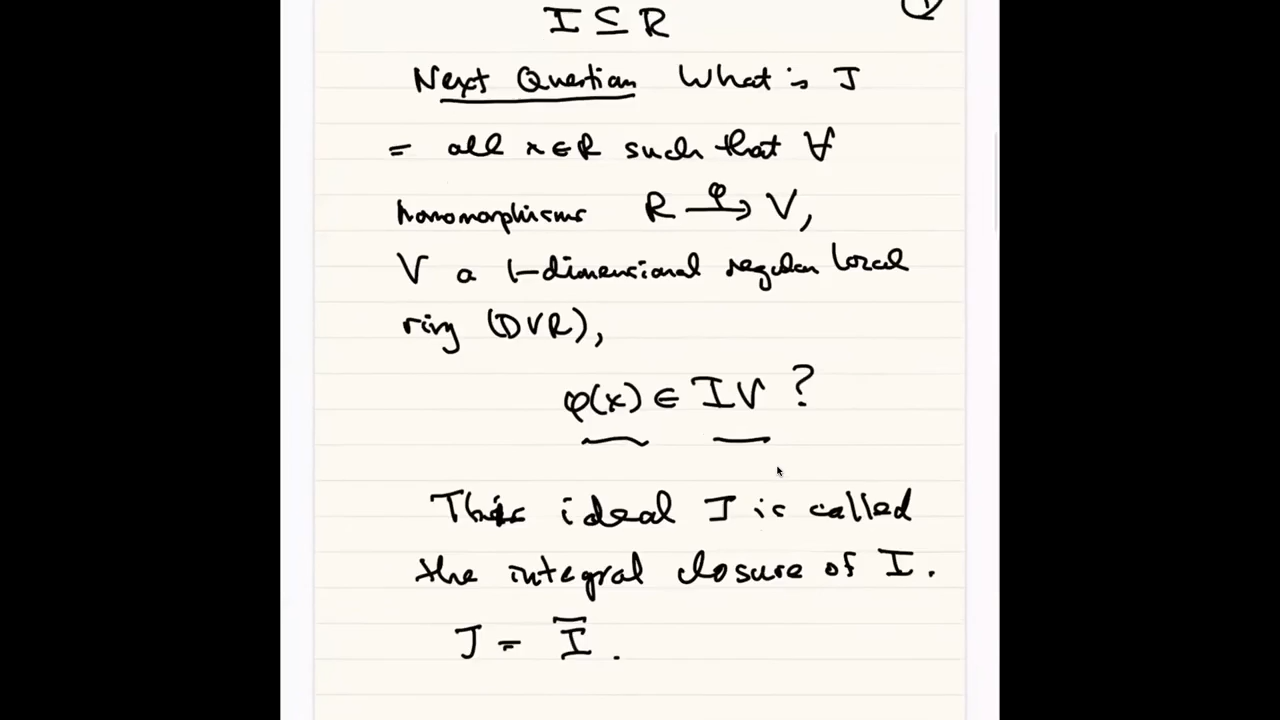 I ⊆ R
Next Question What is J
= all x ∈ R such that ∀
homomorphisms R →^φ V,
V a 1-dimensional regular local
ring (DVR),
φ(x) ∈ IV ?
This ideal J is called
the integral closure of I.
J = Ī .